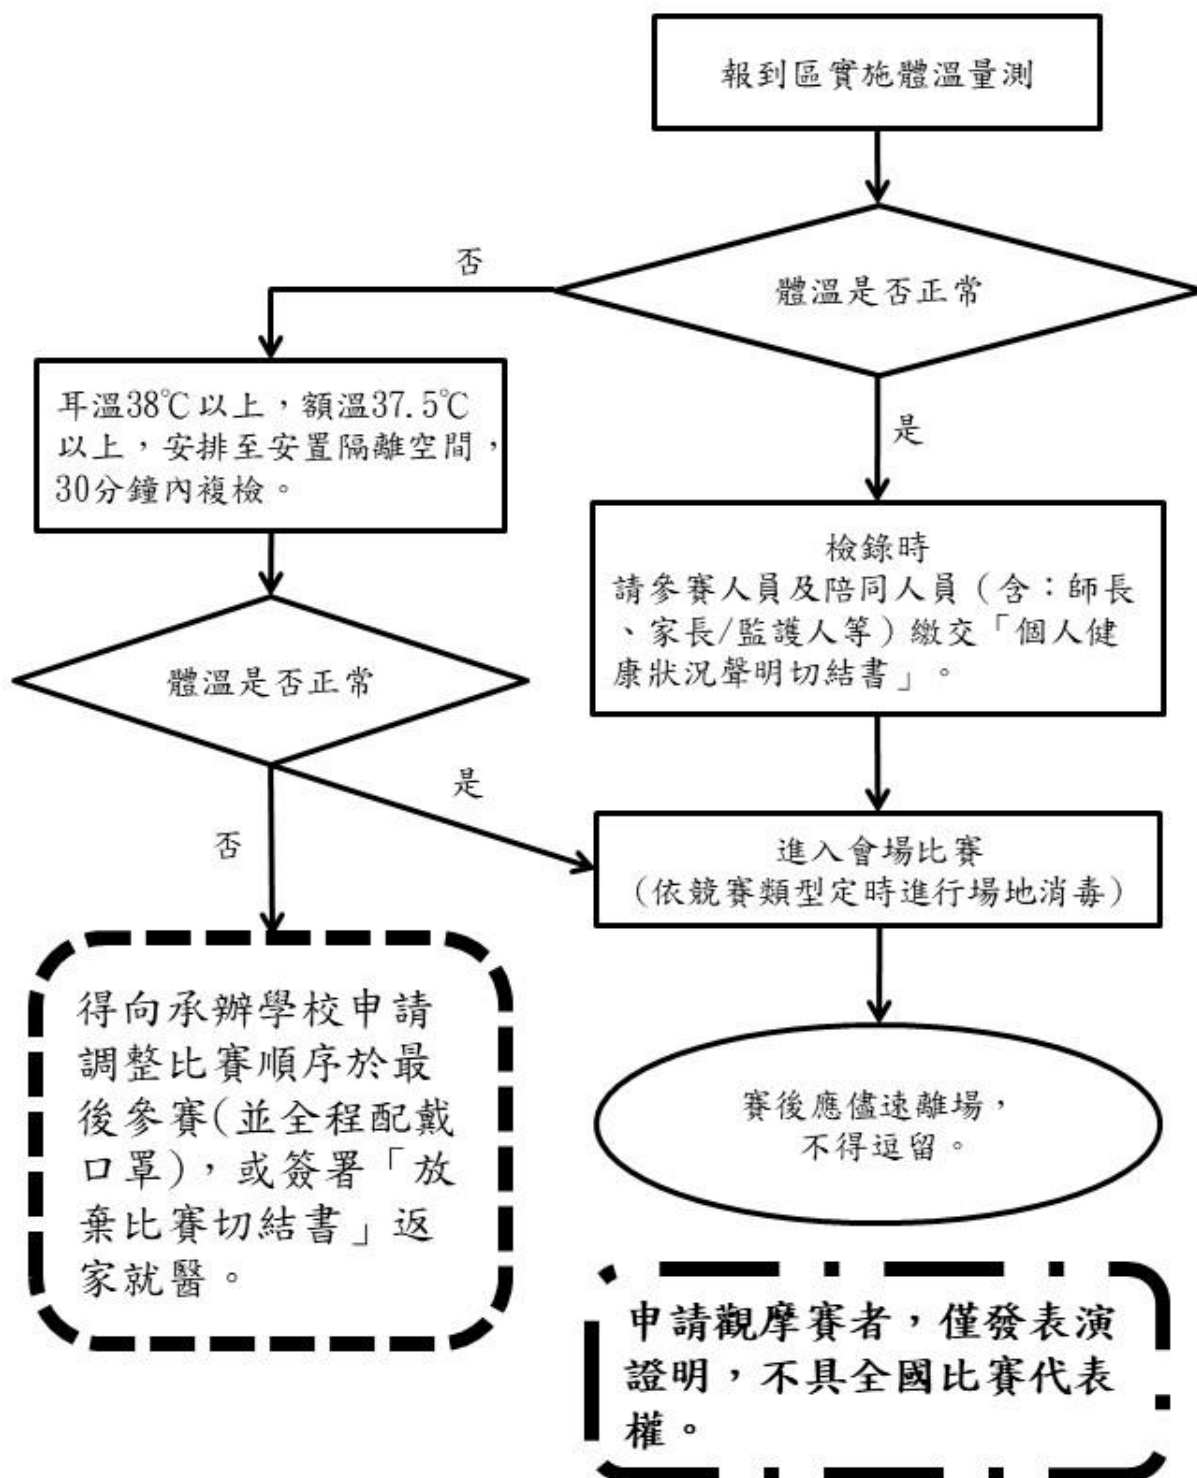 報到區實施體溫量測
體溫是否正常
否
是
耳溫38℃以上，額溫37.5℃
以上，安排至安置隔離空間，
30分鐘內複檢。
檢錄時
請參賽人員及陪同人員（含：師長
、家長/監護人等）繳交「個人健
康狀況聲明切結書」。
體溫是否正常
是
否
進入會場比賽
（依競賽類型定時進行場地消毒）
得向承辦學校申請
調整比賽順序於最
後參賽(並全程配戴
口罩)，或簽署「放
棄比賽切結書」返
家就醫。
賽後應儘速離場，
不得逗留。
申請觀摩賽者，僅發表演
證明，不具全國比賽代表
權。